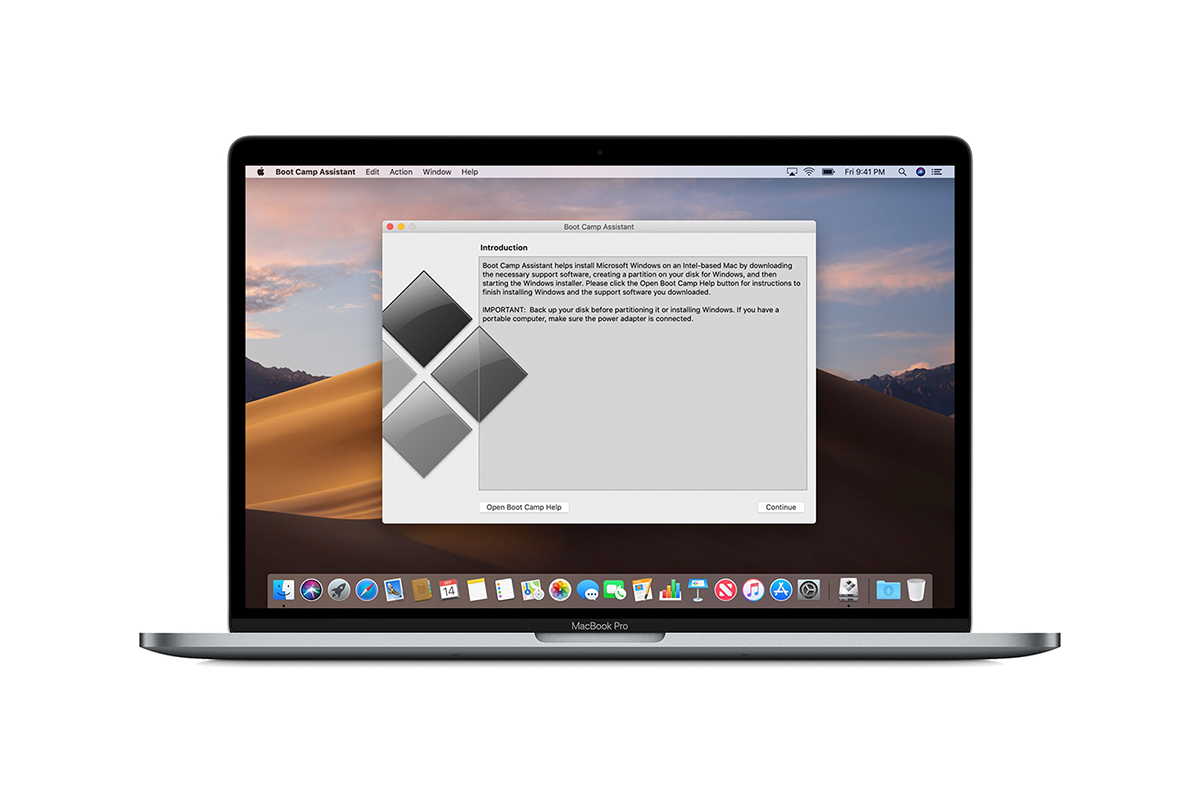 Boot Camp Assistant Edit Action Window Help Fri 9:41 PM
Boot Camp Assistant
Introduction
Boot Camp Assistant helps install Microsoft Windows on an Intel-based Mac by downloading
the necessary support software, creating a partition on your disk for Windows, and then
starting the Windows installer. Please click the Open Boot Camp Help button for instructions to
finish installing Windows and the support software you downloaded.
IMPORTANT: Back up your disk before partitioning it or installing Windows. If you have a
portable computer, make sure the power adapter is connected.
Open Boot Camp Help Continue
14
MacBook Pro